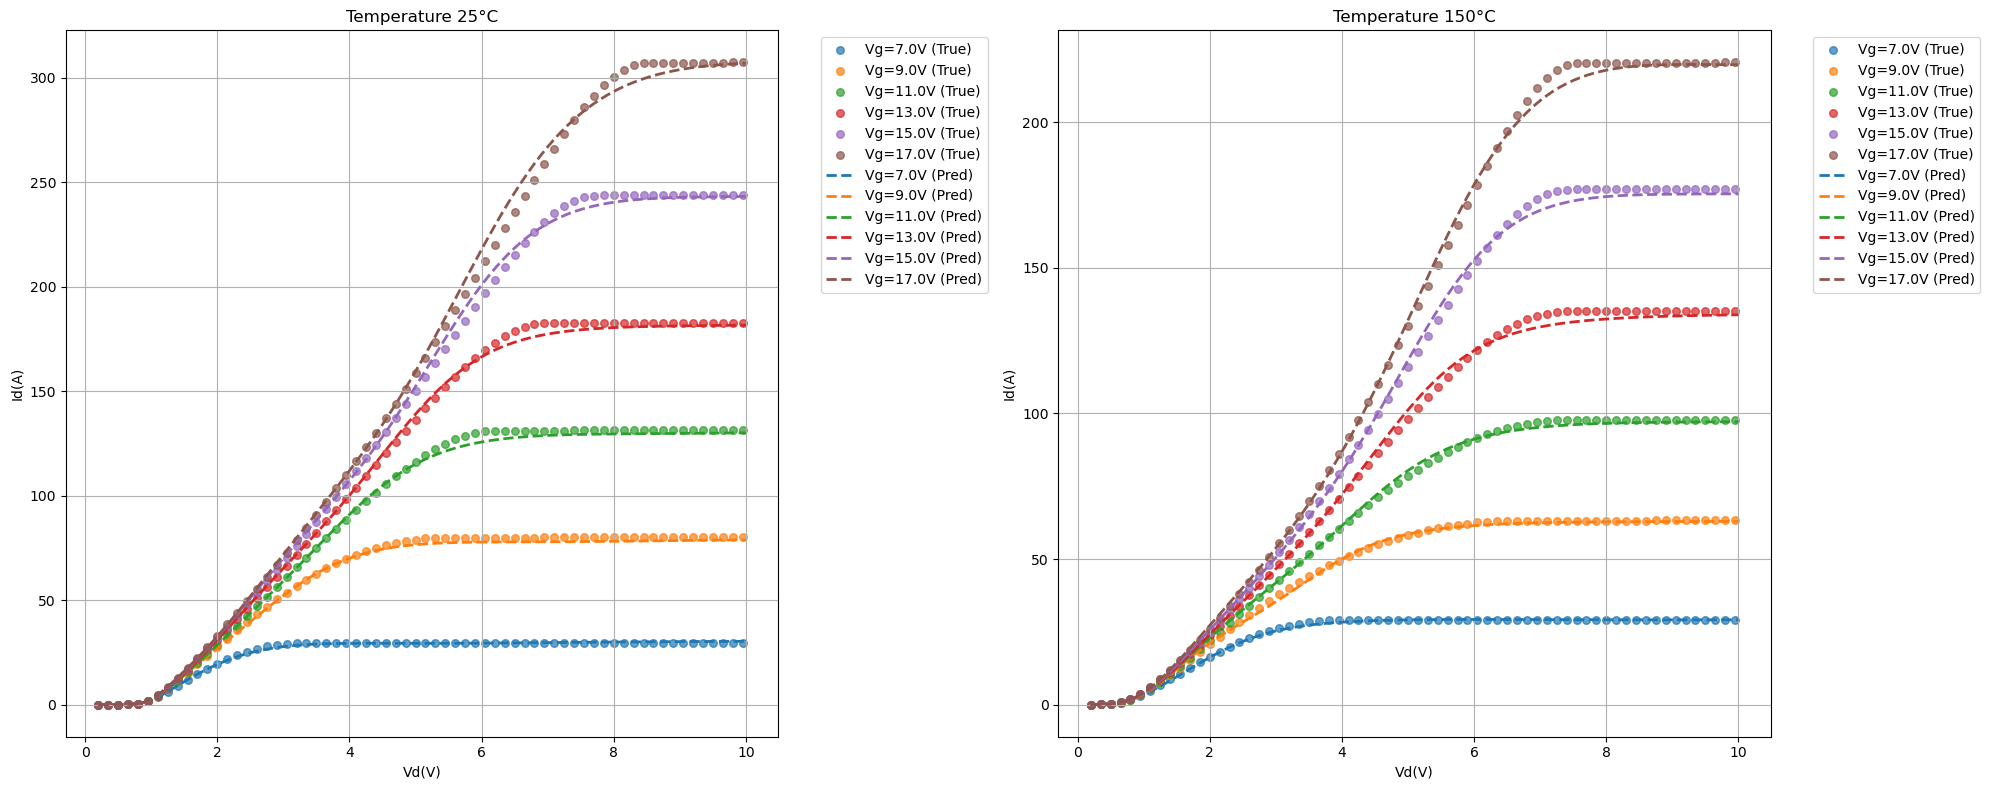 Temperature 25°C
Id(A)
300
250
200
150
100
50
0
0 2 4 6 8 10
Vd(V)
Vg=7.0V (True)
Vg=9.0V (True)
Vg=11.0V (True)
Vg=13.0V (True)
Vg=15.0V (True)
Vg=17.0V (True)
Vg=7.0V (Pred)
Vg=9.0V (Pred)
Vg=11.0V (Pred)
Vg=13.0V (Pred)
Vg=15.0V (Pred)
Vg=17.0V (Pred)
Temperature 150°C
Id(A)
200
150
100
50
0
0 2 4 6 8 10
Vd(V)
Vg=7.0V (True)
Vg=9.0V (True)
Vg=11.0V (True)
Vg=13.0V (True)
Vg=15.0V (True)
Vg=17.0V (True)
Vg=7.0V (Pred)
Vg=9.0V (Pred)
Vg=11.0V (Pred)
Vg=13.0V (Pred)
Vg=15.0V (Pred)
Vg=17.0V (Pred)